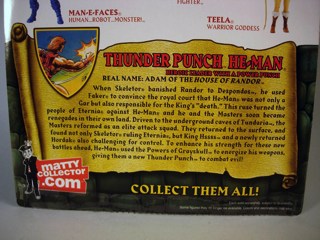 MAN-E-FACES
HUMAN, ROBOT, MONSTER!
TEELA
WARRIOR GODDESS
THUNDER PUNCH HE-MAN
HEROIC LEADER WITH A POWER PUNCH
REAL NAME: ADAM OF THE HOUSE OF RANDOR
When Skeletor banished Randor to Despondos, he used
Faker to convince the royal court that He-Man was not only a
Gar but also responsible for the King's "death." This ruse turned the
people of Eternia against He-Man and he and the Masters soon became
renegades in their own land. Driven to the underground caves of Tundaria, the
Masters reformed as an elite attack squad. They returned to the surface, and
found not only Skeletor ruling Eternia, but King Hssss and a newly returned
Hordak also challenging for control. To enhance his strength for these new
battles ahead, He-Man used the Powers of Grayskull to energize his weapons,
giving them a new Thunder Punch to combat evil!
matty
COLLECTOR
.com
COLLECT THEM ALL!